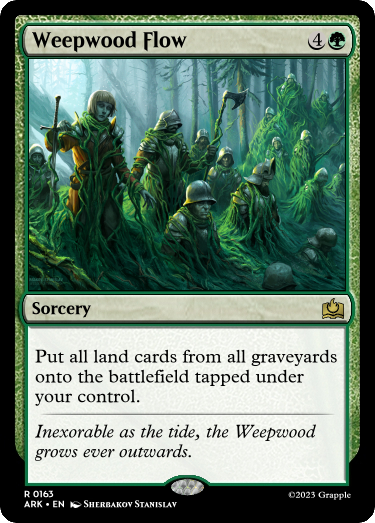 Weepwood Flow 4
Sorcery
Put all land cards from all graveyards
onto the battlefield tapped under
your control.
Inexorable as the tide, the Weepwood
grows ever outwards.
R 0163
ARK • EN Sherbakov Stanislav
©2023 Grapple